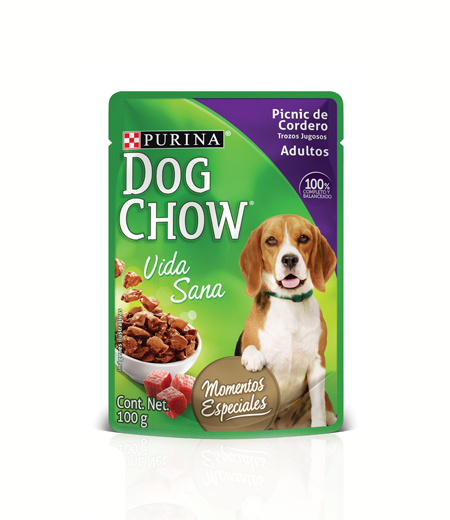 Picnic de
Cordero
Trozos Jugosos
Adultos
PURINA®
DOG
CHOW®
100%
COMPLETO Y
BALANCEADO
Vida
Sana
Momentos
Especiales
Cont. Net.
100 g